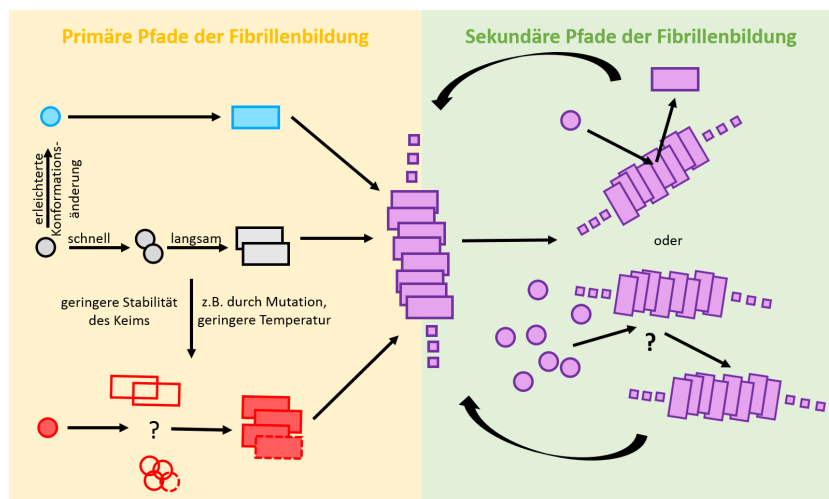 Primäre Pfade der Fibrillenbildung
Sekundäre Pfade der Fibrillenbildung
erleichterte
Konformations-
änderung
schnell
langsam
geringere Stabilität
des Keims
z.B. durch Mutation,
geringere Temperatur
?
oder
?